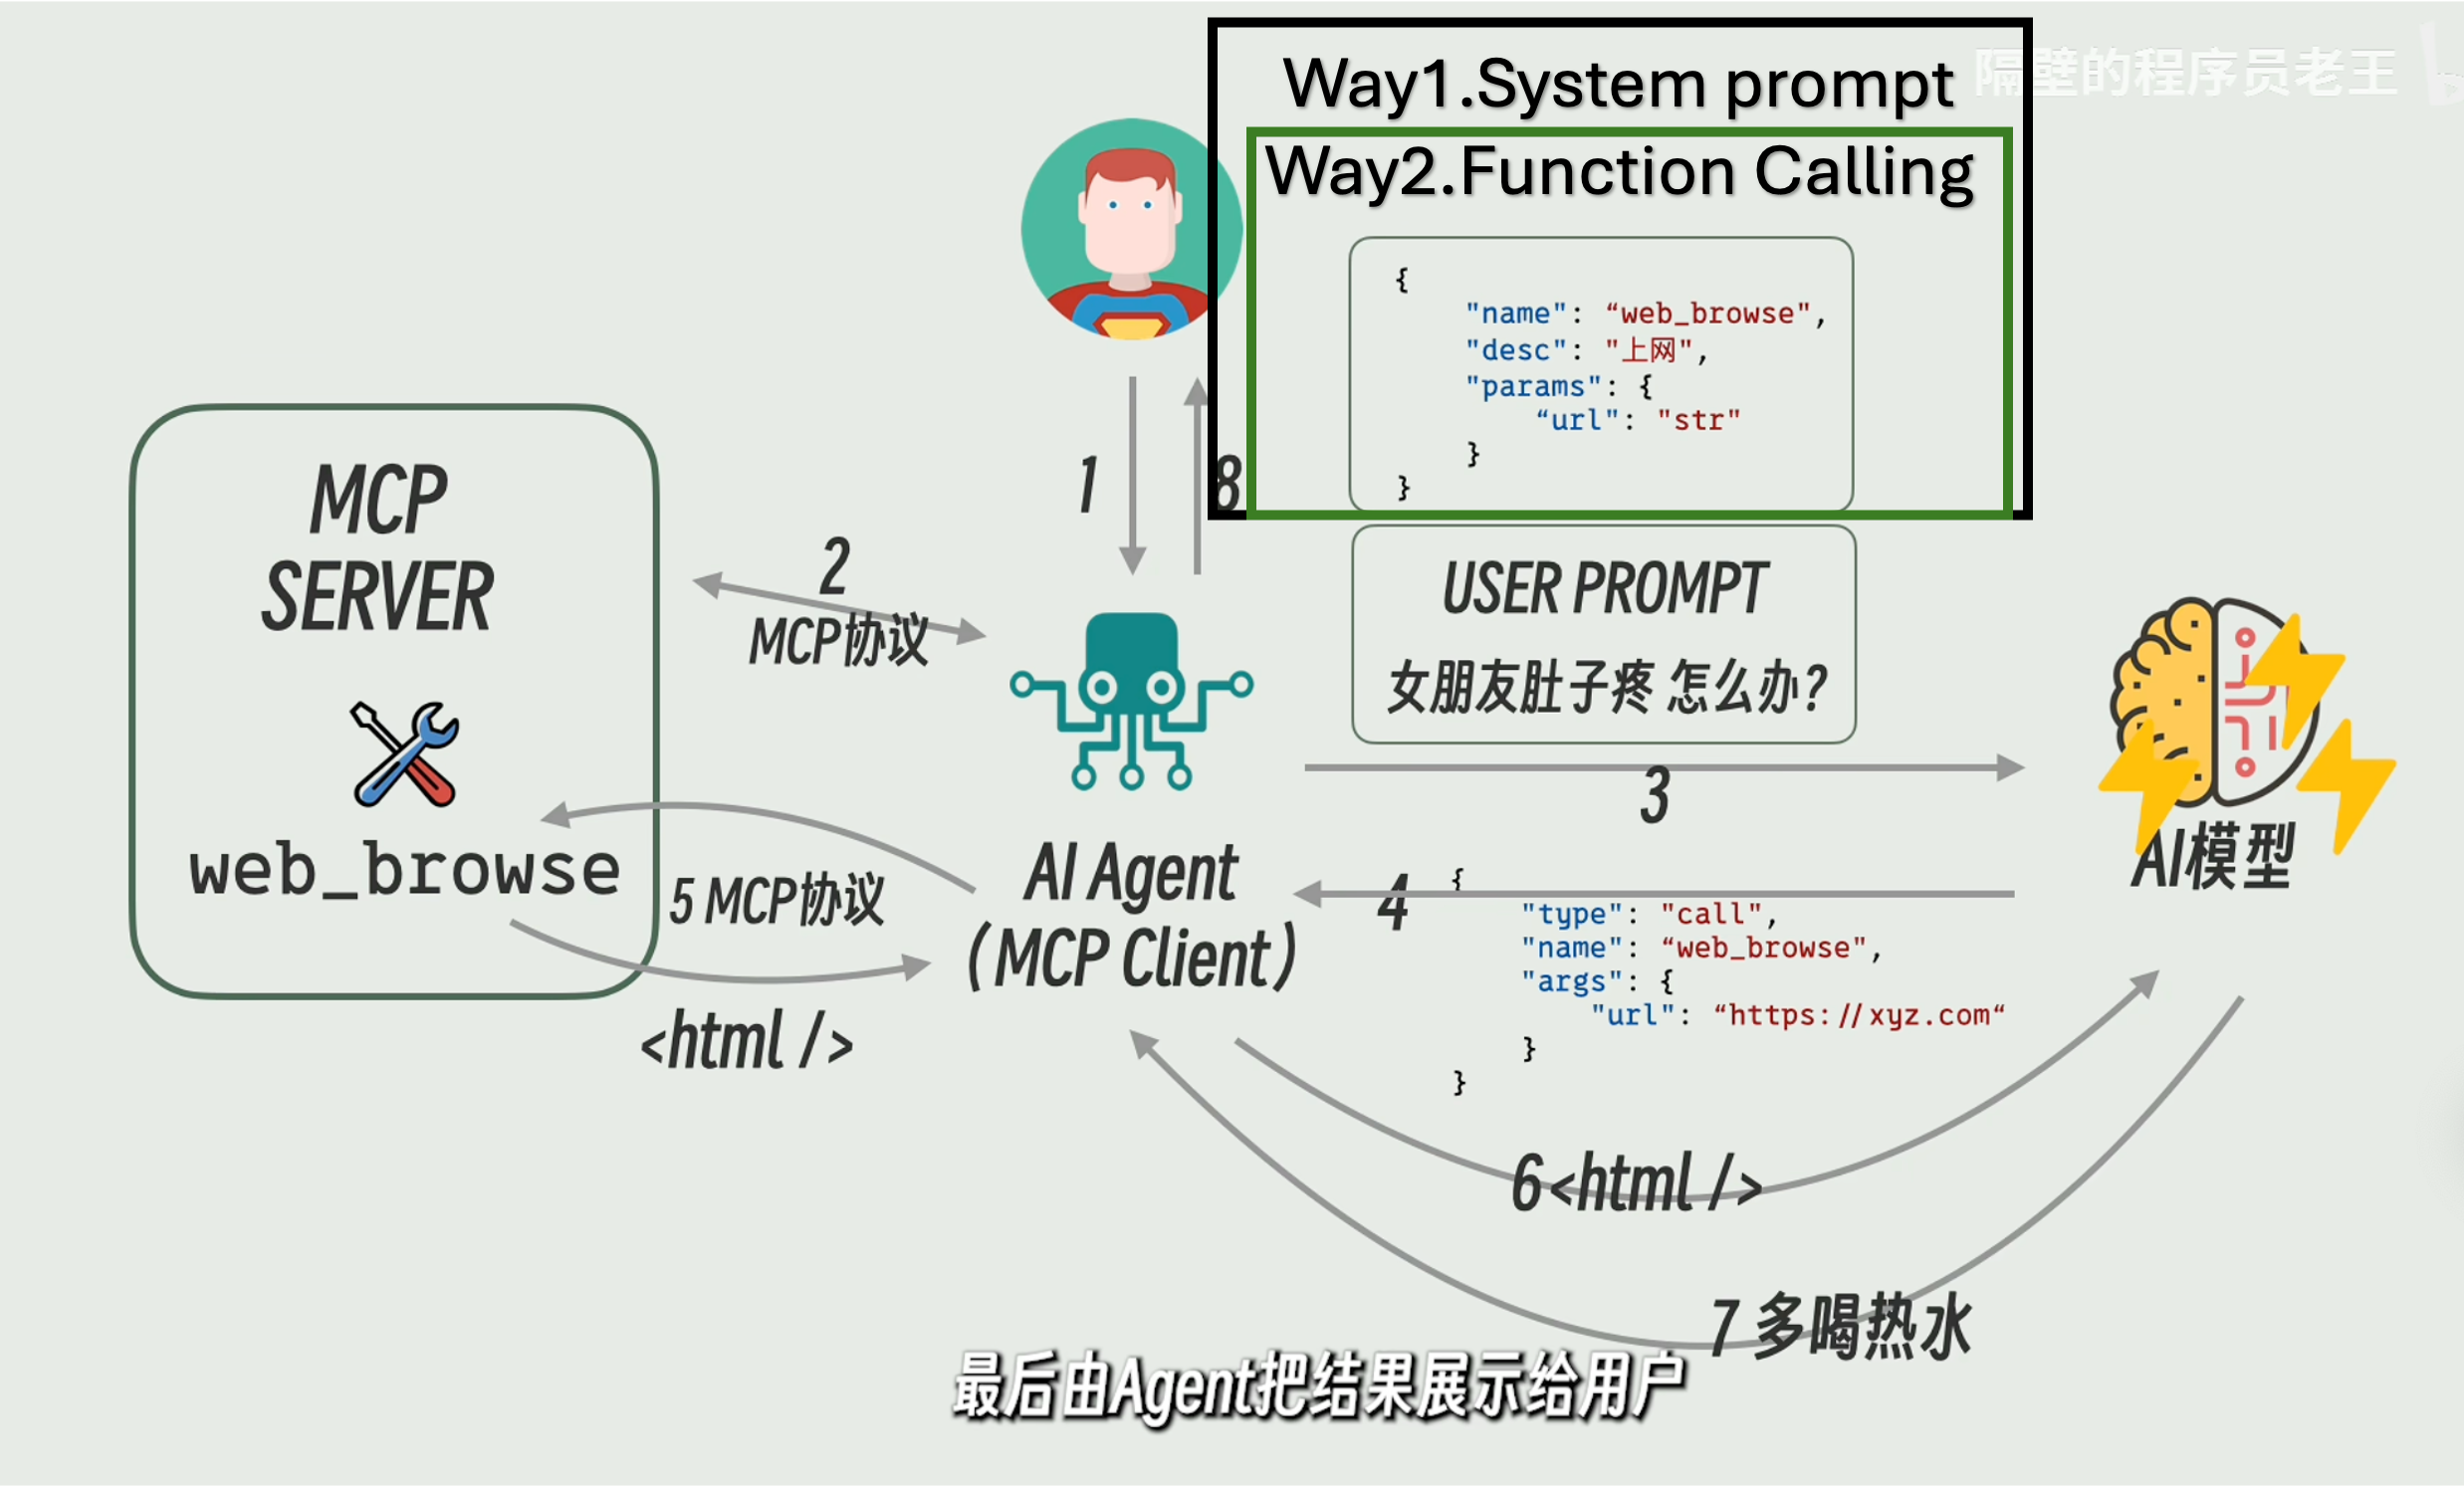 隔壁的程序员老王
Way1.System prompt
Way2.Function Calling
{
"name": “web_browse",
"desc": "上网",
"params": {
“url": "str"
}
}
1
8
MCP
SERVER
web_browse
2
MCP协议
USER PROMPT
女朋友肚子疼 怎么办?
3
AI模型
AI Agent
(MCP Client)
4
{
"type": "call",
"name": “web_browse",
"args": {
"url": “https://xyz.com“
}
}
5 MCP协议
<html />
6 <html />
7 多喝热水
最后由Agent把结果展示给用户